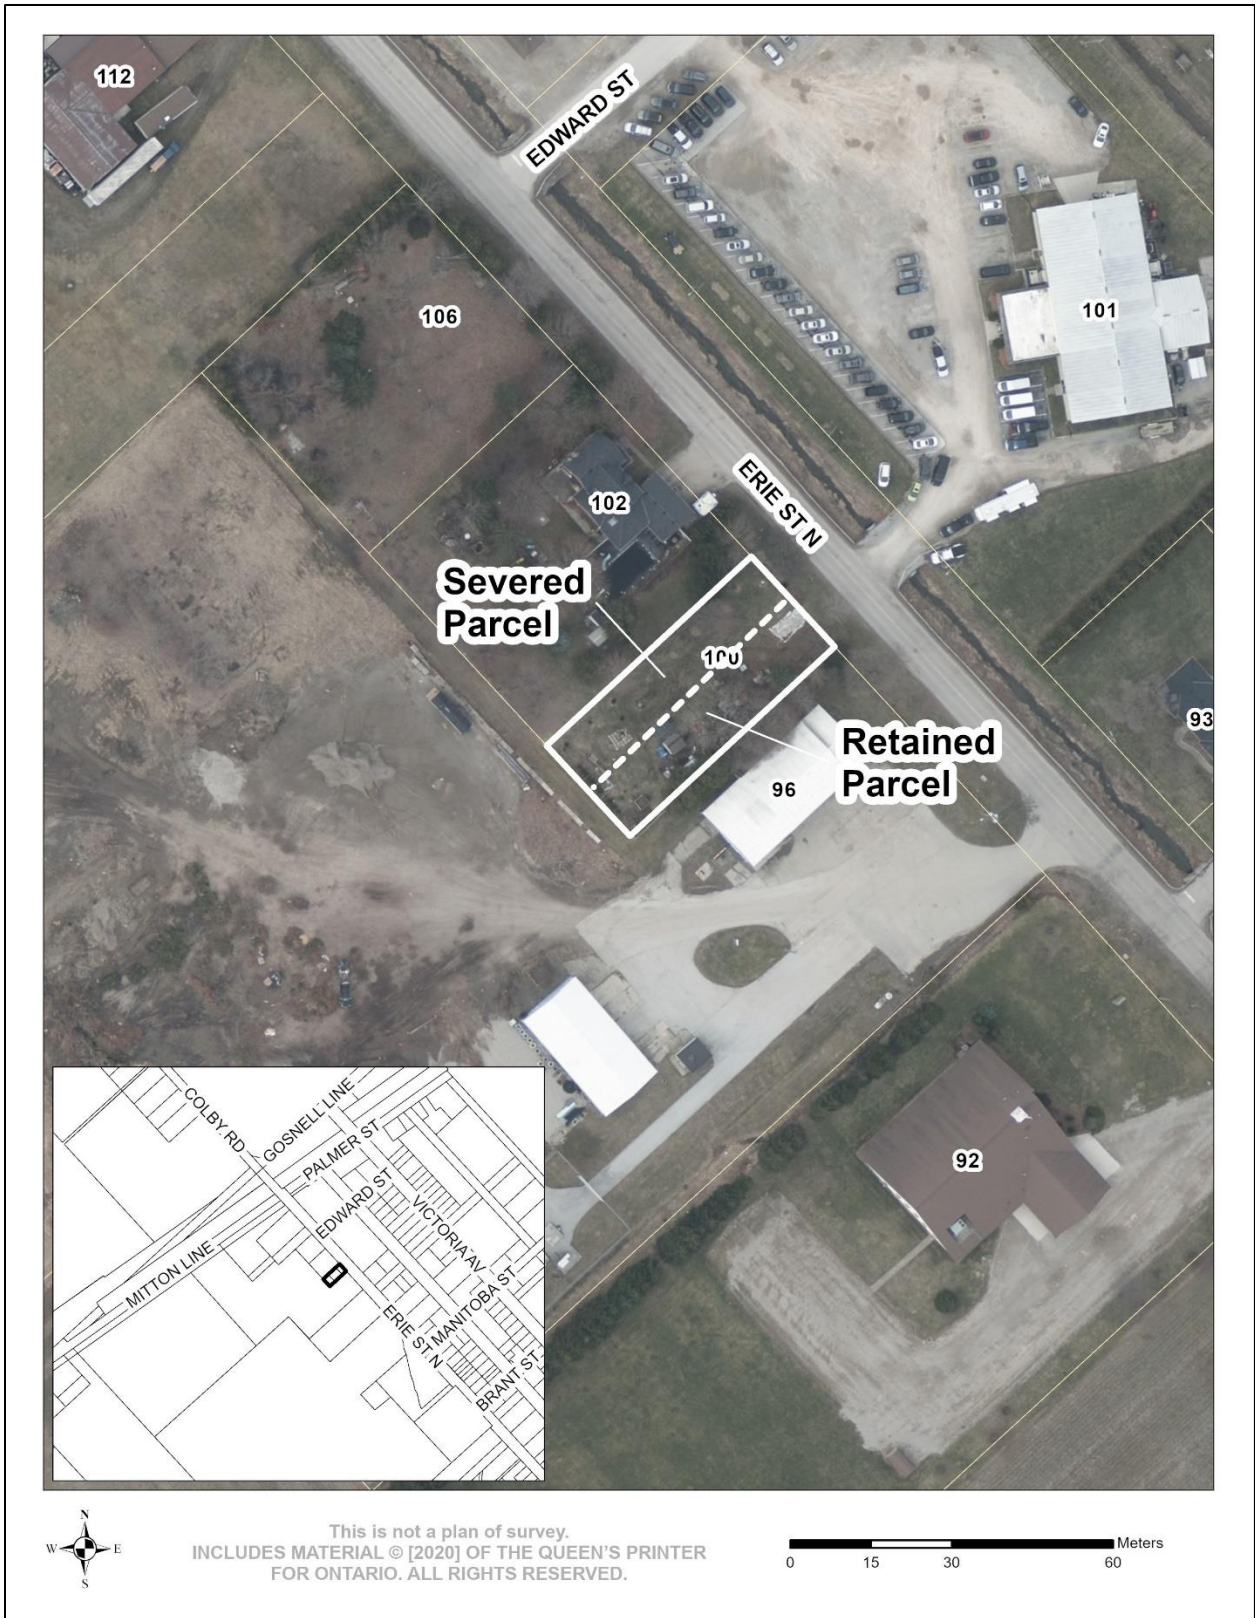 112
EDWARD ST
106
101
102
ERIE ST N
Severed
Parcel
100
93
Retained
Parcel
96
92
COLBY RD
GOSNELL LINE
PALMER ST
EDWARD ST
VICTORIA AV
MITTON LINE
MANITOBA ST
ERIE ST N
BRANT ST
N
W E
S
This is not a plan of survey.
INCLUDES MATERIAL © [2020] OF THE QUEEN'S PRINTER
FOR ONTARIO. ALL RIGHTS RESERVED.
Meters
0 15 30 60